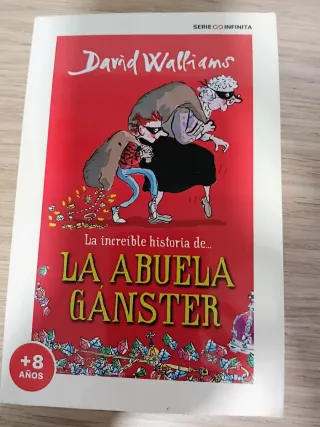 SERIE∞INFINITA
David Walliams
La increíble historia de...
LA ABUELA
GÁNSTER
+8
AÑOS